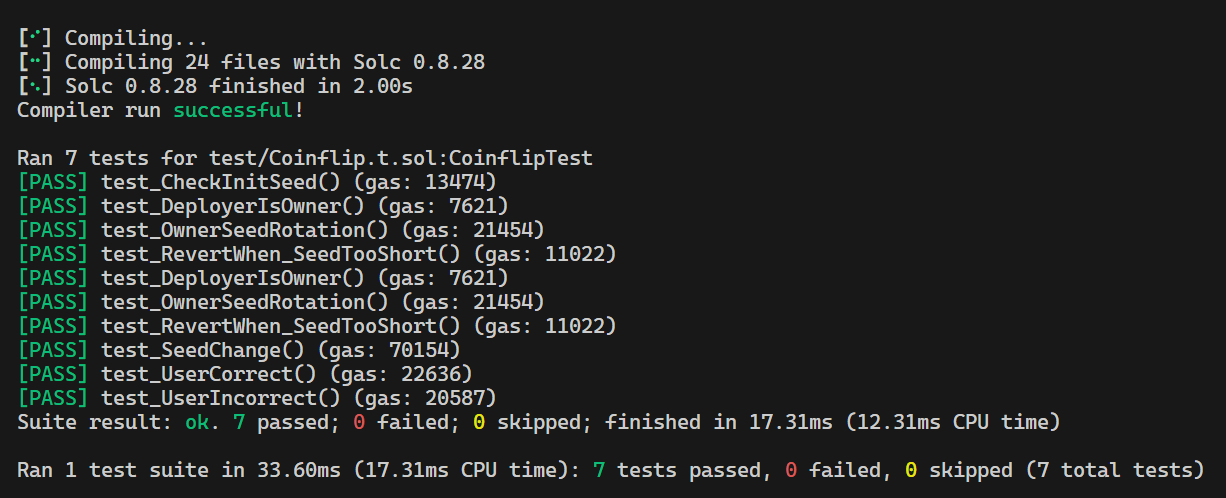 [⠊] Compiling...
[⠒] Compiling 24 files with Solc 0.8.28
[⠢] Solc 0.8.28 finished in 2.00s
Compiler run successful!
Ran 7 tests for test/Coinflip.t.sol:CoinflipTest
[PASS] test_CheckInitSeed() (gas: 13474)
[PASS] test_DeployerIsOwner() (gas: 7621)
[PASS] test_OwnerSeedRotation() (gas: 21454)
[PASS] test_RevertWhen_SeedTooShort() (gas: 11022)
[PASS] test_DeployerIsOwner() (gas: 7621)
[PASS] test_OwnerSeedRotation() (gas: 21454)
[PASS] test_RevertWhen_SeedTooShort() (gas: 11022)
[PASS] test_SeedChange() (gas: 70154)
[PASS] test_UserCorrect() (gas: 22636)
[PASS] test_UserIncorrect() (gas: 20587)
Suite result: ok. 7 passed; 0 failed; 0 skipped; finished in 17.31ms (12.31ms CPU time)
Ran 1 test suite in 33.60ms (17.31ms CPU time): 7 tests passed, 0 failed, 0 skipped (7 total tests)